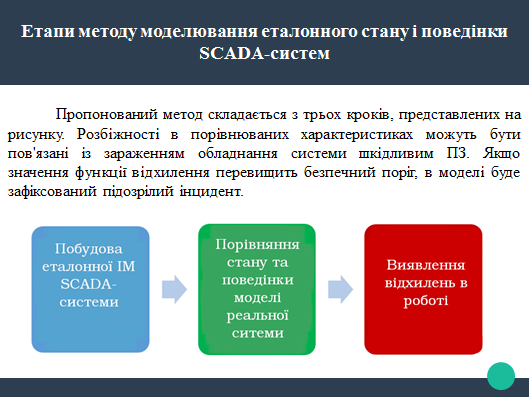 Етапи методу моделювання еталонного стану і поведінки
SCADA-систем
Пропонований метод складається з трьох кроків, представлених на
рисунку. Розбіжності в порівнюваних характеристиках можуть бути
пов'язані із зараженням обладнання системи шкідливим ПЗ. Якщо
значення функції відхилення перевищить безпечний поріг, в моделі буде
зафіксований підозрілий інцидент.
Побудова
еталонної ІМ
SCADA-
системи
Порівняння
стану та
поведінки
моделі
реальної
ситеми
Виявлення
відхилень в
роботі